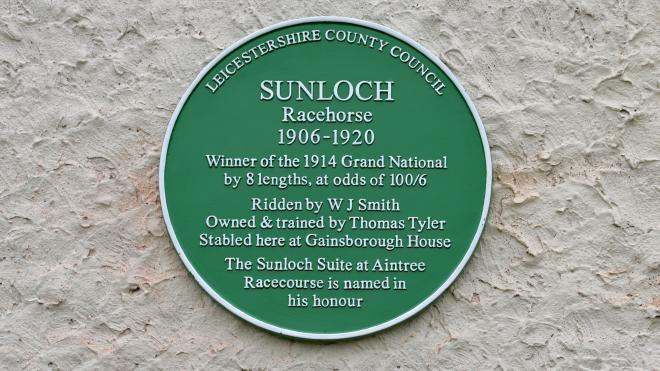 LEICESTERSHIRE COUNTY COUNCIL
SUNLOCH
Racehorse
1906-1920
Winner of the 1914 Grand National
by 8 lengths, at odds of 100/6
Ridden by W J Smith
Owned & trained by Thomas Tyler
Stabled here at Gainsborough House
The Sunloch Suite at Aintree
Racecourse is named in
his honour